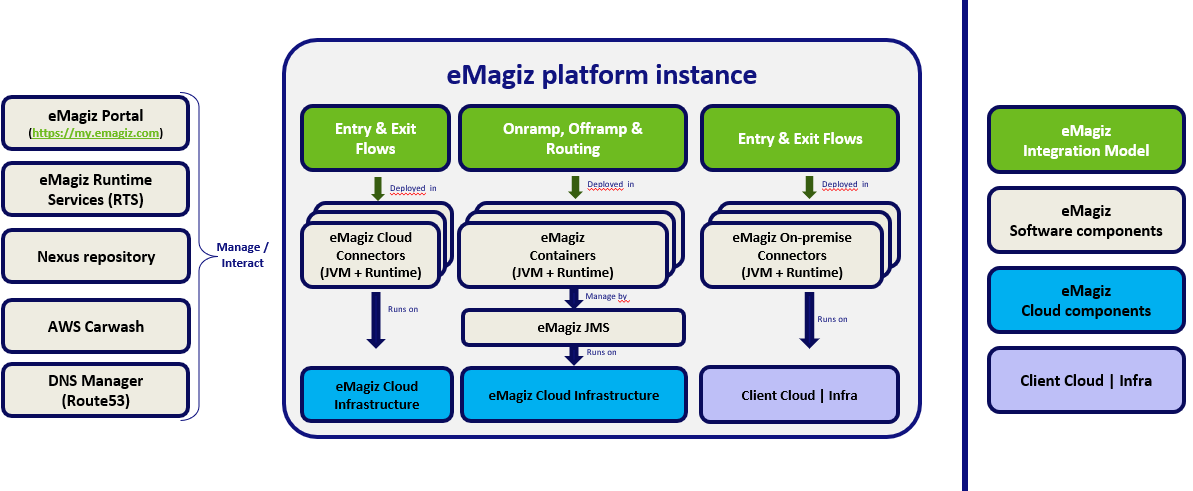 eMagiz platform instance
eMagiz Portal
(https://my.emagiz.com)
eMagiz Runtime
Services (RTS)
Nexus repository
AWS Carwash
DNS Manager
(Route53)
Manage /
Interact
Entry & Exit
Flows
Deployed in
eMagiz Cloud
Connectors
(JVM + Runtime)
Runs on
eMagiz Cloud
Infrastructure
Onramp, Offramp &
Routing
Deployed in
eMagiz
Containers
(JVM + Runtime)
Manage by
eMagiz JMS
Runs on
eMagiz Cloud Infrastructure
Entry & Exit Flows
Deployed in
eMagiz On-premise
Connectors
(JVM + Runtime)
Runs on
Client Cloud | Infra
eMagiz
Integration Model
eMagiz
Software components
eMagiz
Cloud components
Client Cloud | Infra